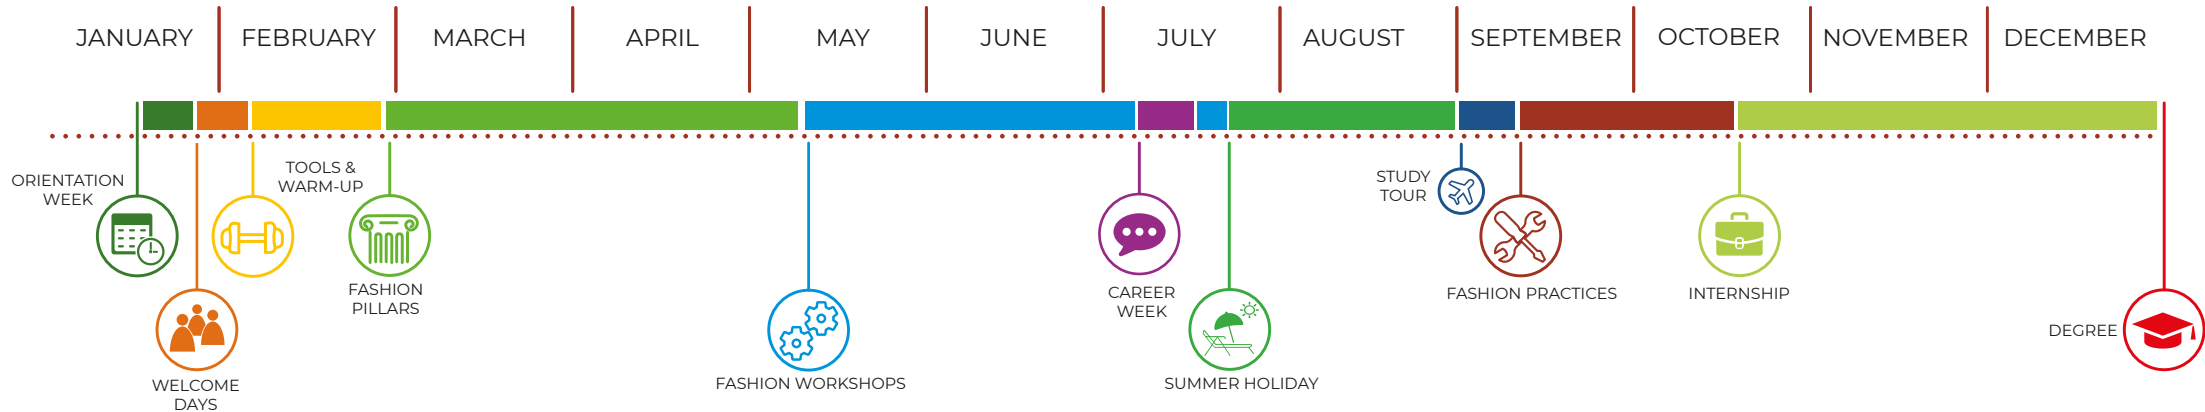 JANUARY
FEBRUARY
MARCH
APRIL
MAY
JUNE
JULY
AUGUST
SEPTEMBER
OCTOBER
NOVEMBER
DECEMBER
ORIENTATION
WEEK
WELCOME
DAYS
TOOLS &
WARM-UP
FASHION
PILLARS
FASHION WORKSHOPS
CAREER
WEEK
SUMMER HOLIDAY
STUDY
TOUR
FASHION PRACTICES
INTERNSHIP
DEGREE